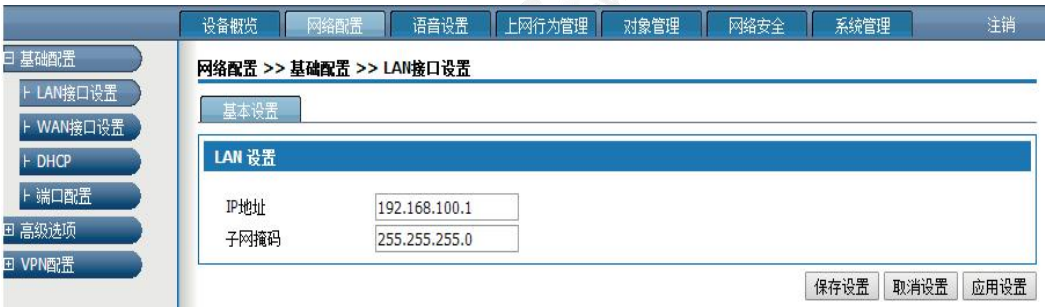 设备概览 网络配置 语音设置 上网行为管理 对象管理 网络安全 系统管理 注销
基础配置
LAN接口设置
WAN接口设置
DHCP
端口配置
高级选项
VPN配置
网络配置 >> 基础配置 >> LAN接口设置
基本设置
LAN 设置
IP地址 192.168.100.1
子网掩码 255.255.255.0
保存设置 取消设置 应用设置